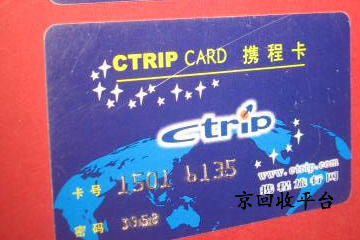 CTRIP CARD 携程卡
Ctrip
卡号 1501 6135
www.ctrip.com
携程旅行网
京回收平台
密码 3958